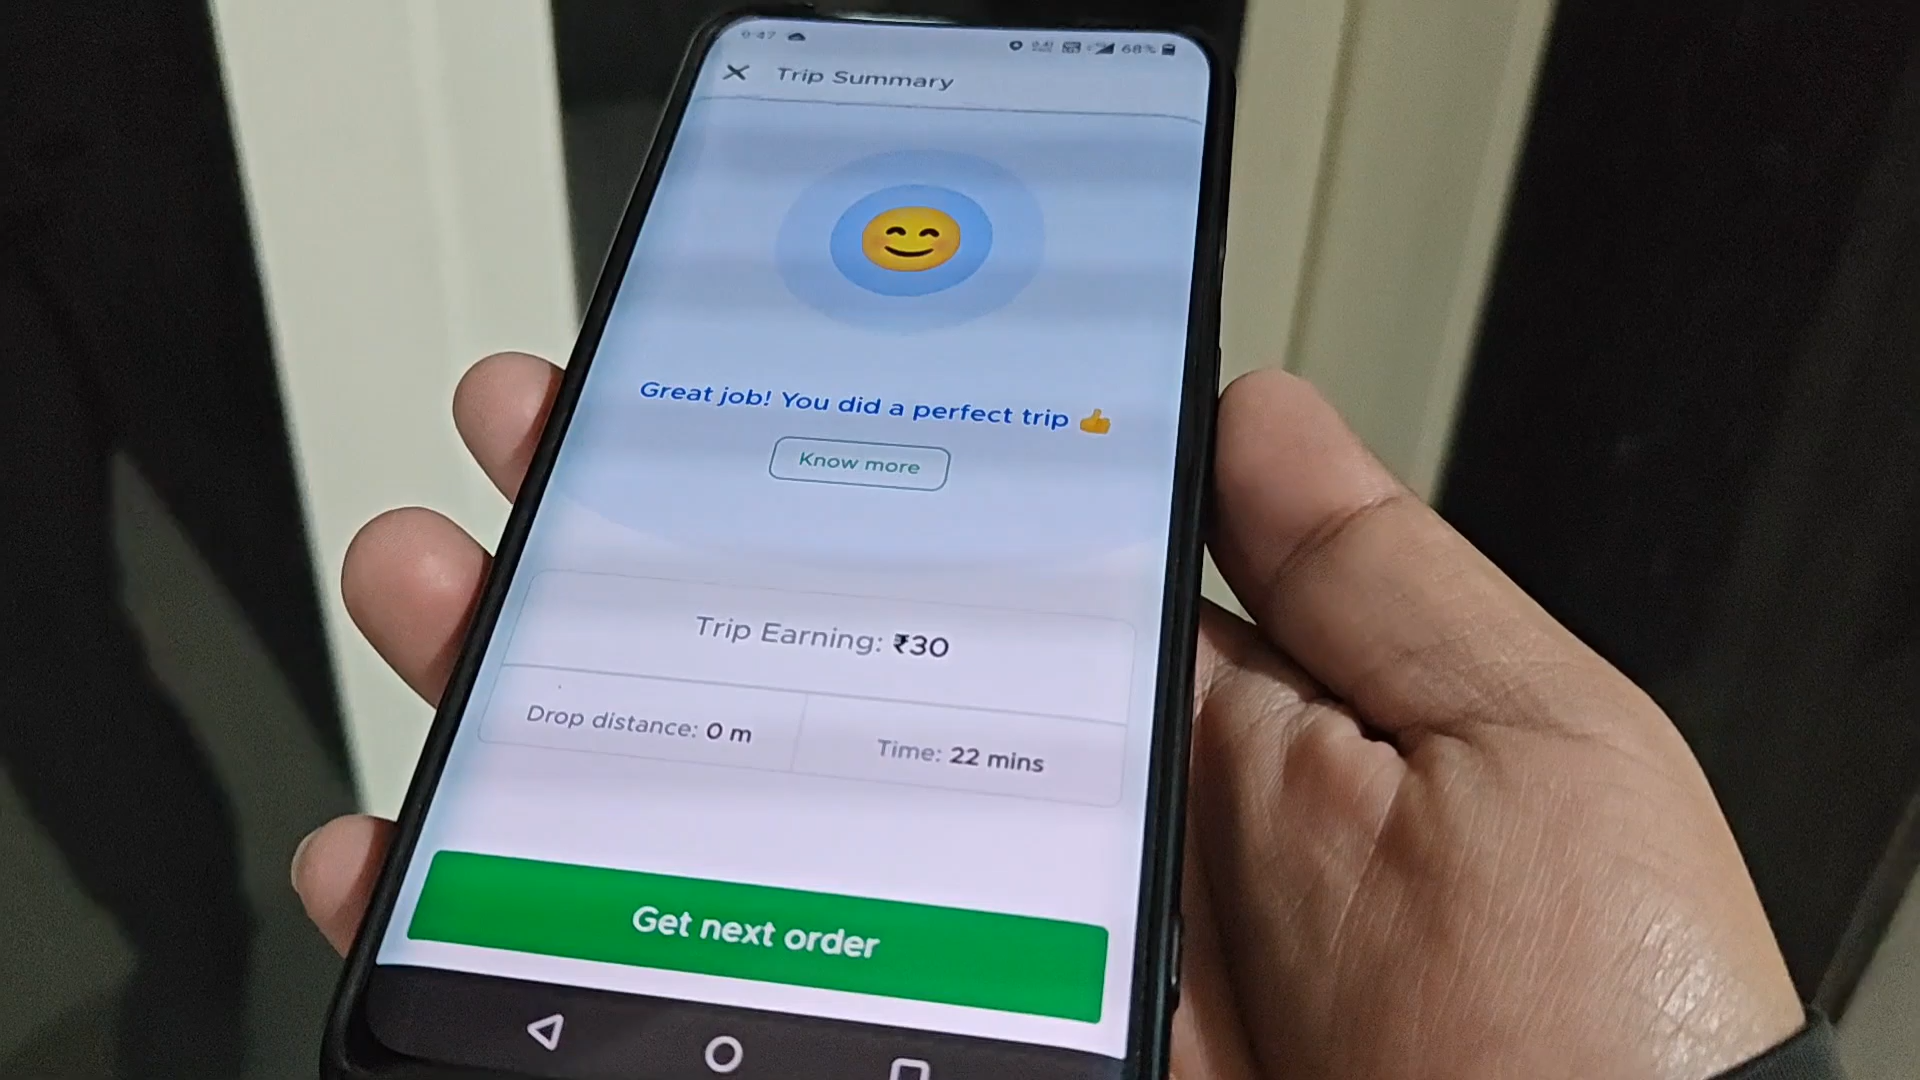 68%
Trip Summary
Great job! You did a perfect trip 👍
Know more
Trip Earning: ₹30
Drop distance: 0 m
Time: 22 mins
Get next order